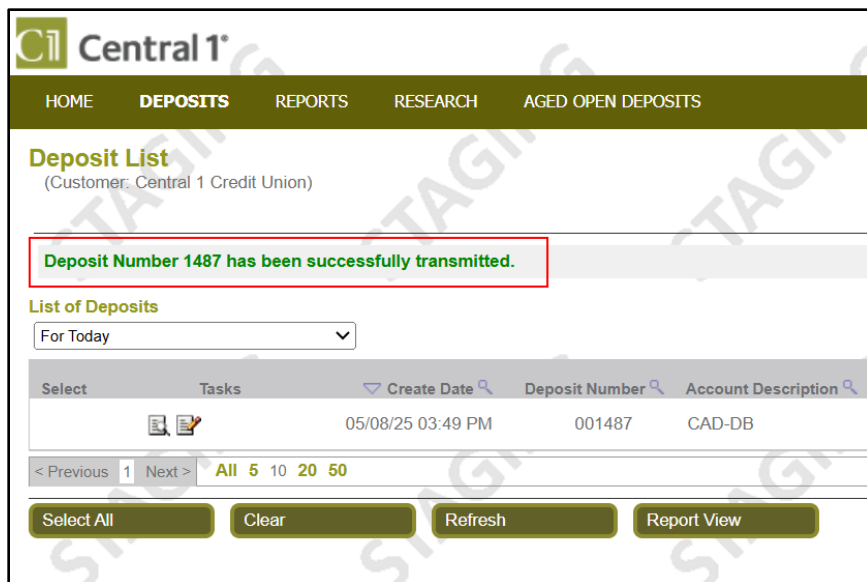 C1 Central 1®
HOME DEPOSITS REPORTS RESEARCH AGED OPEN DEPOSITS
Deposit List
(Customer: Central 1 Credit Union)
Deposit Number 1487 has been successfully transmitted.
List of Deposits
For Today
Select Tasks Create Date Deposit Number Account Description
05/08/25 03:49 PM 001487 CAD-DB
< Previous 1 Next > All 5 10 20 50
Select All Clear Refresh Report View
STAGING